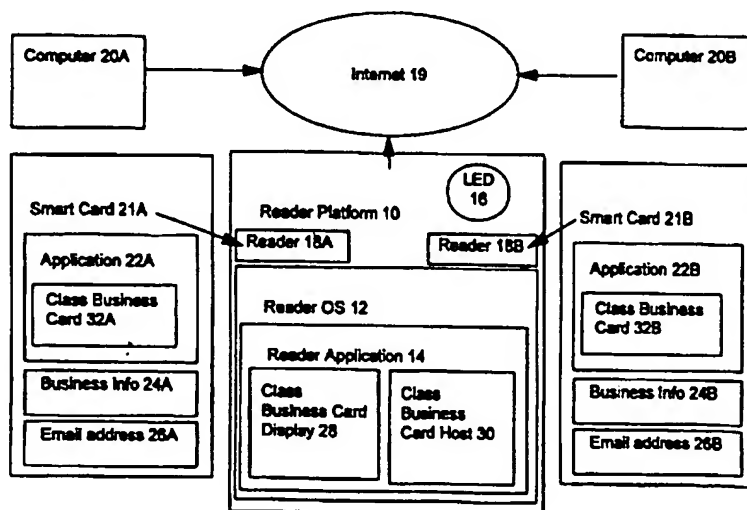 Computer 20A
Internet 19
Computer 20B
LED
16
Smart Card 21A
Reader Platform 10
Smart Card 21B
Reader 18A
Reader 18B
Application 22A
Class Business
Card 32A
Business Info 24A
Email address 26A
Reader OS 12
Reader Application 14
Class
Business Card
Display 28
Class
Business
Card Host 30
Application 22B
Class Business
Card 32B
Business Info 24B
Email address 26B